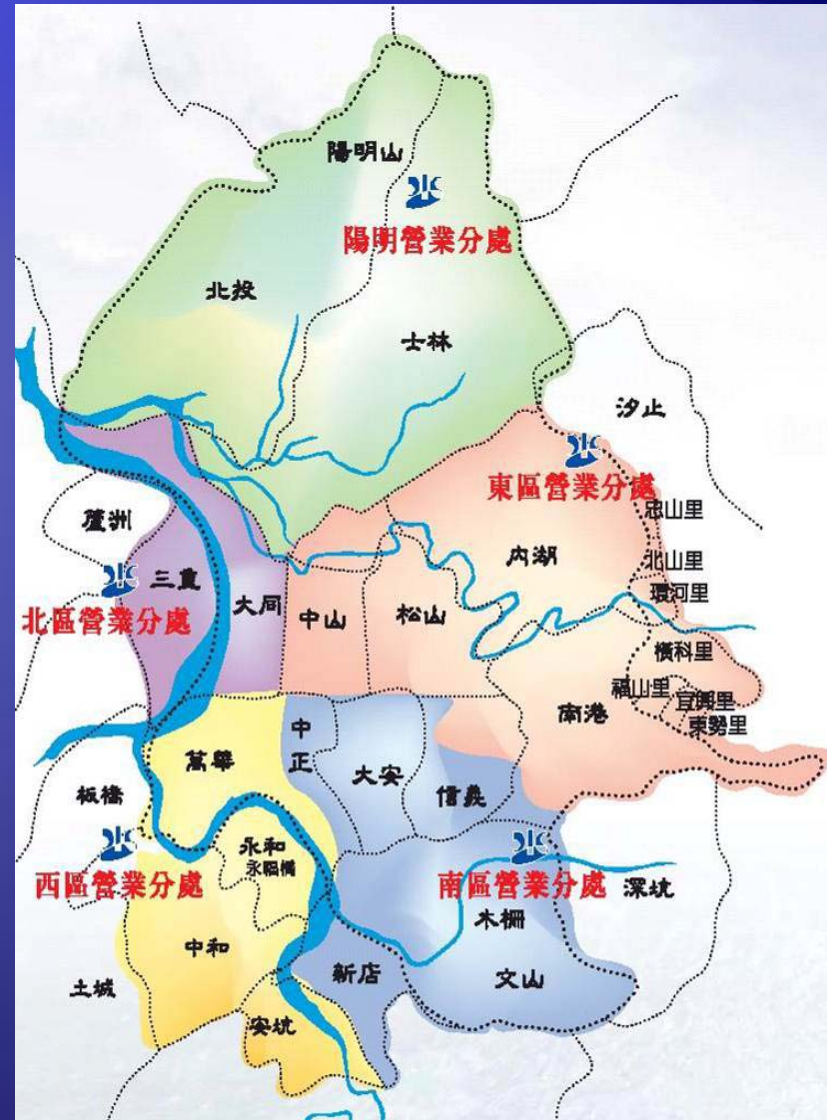 陽明山
陽明營業分處
北投
士林
汐止
東區營業分處
忠山里
蘆洲
內湖
北山里
三重
環河里
大同
中山
松山
北區營業分處
橫科里
福山里
宜興里
南港
東勢里
中正
萬華
大安
信義
板橋
永和
永福橋
西區營業分處
南區營業分處
深坑
木柵
中和
新店
文山
土城
安坑